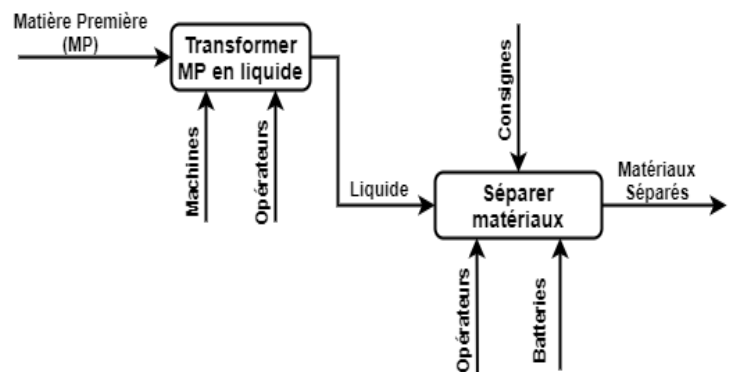 Matière Première
(MP)
Transformer
MP en liquide
Machines
Opérateurs
Consignes
Liquide
Séparer
matériaux
Matériaux
Séparés
Opérateurs
Batteries